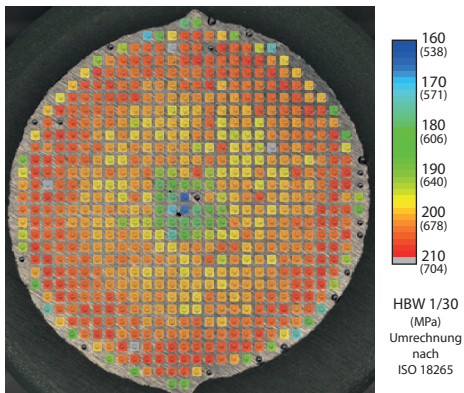 160
(538)
170
(571)
180
(606)
190
(640)
200
(678)
210
(704)
HBW 1/30
(MPa)
Umrechnung
nach
ISO 18265